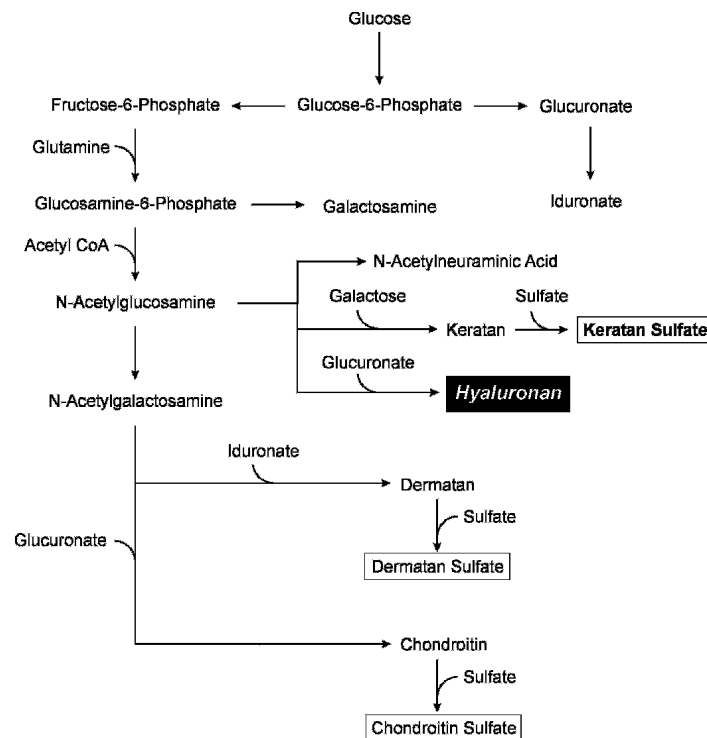 Glucose
Fructose-6-Phosphate
Glucose-6-Phosphate
Glucuronate
Glutamine
Iduronate
Glucosamine-6-Phosphate
Galactosamine
Acetyl CoA
N-Acetylneuraminic Acid
N-Acetylglucosamine
Galactose
Sulfate
Keratan
Keratan Sulfate
Glucuronate
Hyaluronan
N-Acetylgalactosamine
Iduronate
Dermatan
Sulfate
Glucuronate
Dermatan Sulfate
Chondroitin
Sulfate
Chondroitin Sulfate